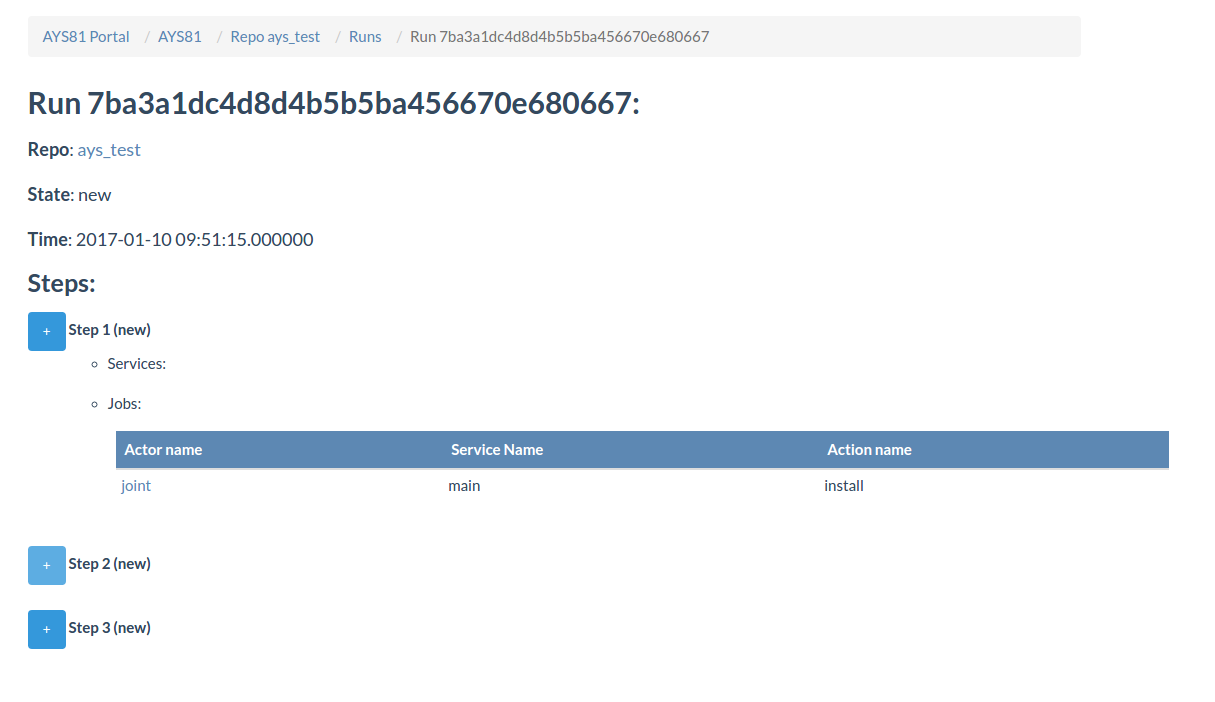 AYS81 Portal / AYS81 / Repo ays_test / Runs / Run 7ba3a1dc4d8d4b5b5ba456670e680667
Run 7ba3a1dc4d8d4b5b5ba456670e680667:
Repo: ays_test
State: new
Time: 2017-01-10 09:51:15.000000
Steps:
+ Step 1 (new)
Services:
Jobs:
Actor name Service Name Action name
joint main install
+ Step 2 (new)
+ Step 3 (new)